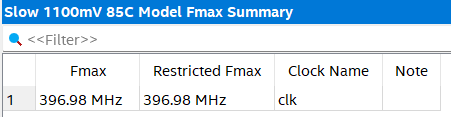 Slow 1100mV 85C Model Fmax Summary
<<Filter>>
Fmax Restricted Fmax Clock Name Note
1 396.98 MHz 396.98 MHz clk